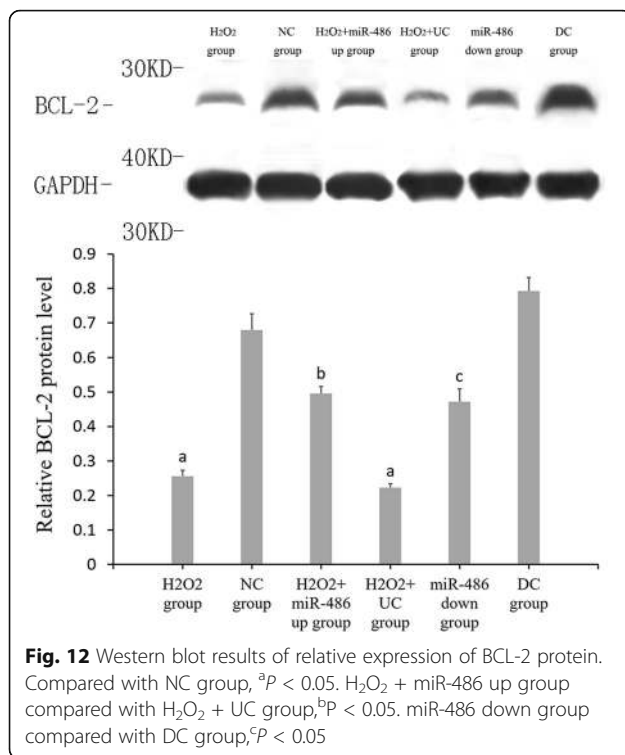 H₂O₂ group
NC group
H₂O₂+miR-486 up group
H₂O₂+UC group
miR-486 down group
DC group
30KD-
BCL-2-
40KD-
GAPDH-
30KD-
Relative BCL-2 protein level
0.9
0.8
0.7
0.6
0.5
0.4
0.3
0.2
0.1
0
a
b
a
c
H2O2 group
NC group
H2O2+ miR-486 up group
H2O2+ UC group
miR-486 down group
DC group
Fig. 12 Western blot results of relative expression of BCL-2 protein.
Compared with NC group, ᵃP < 0.05. H₂O₂ + miR-486 up group
compared with H₂O₂ + UC group,ᵇP < 0.05. miR-486 down group
compared with DC group,ᶜP < 0.05